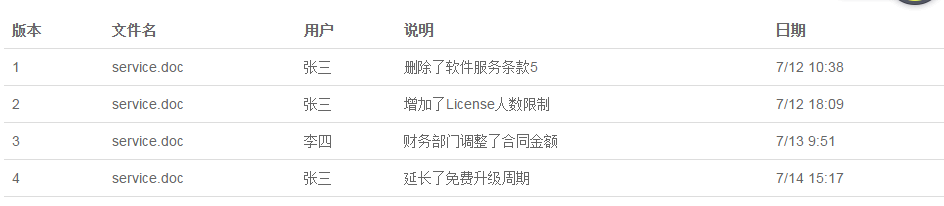 版本 文件名 用户 说明 日期
1 service.doc 张三 删除了软件服务条款5 7/12 10:38
2 service.doc 张三 增加了License人数限制 7/12 18:09
3 service.doc 李四 财务部门调整了合同金额 7/13 9:51
4 service.doc 张三 延长了免费升级周期 7/14 15:17